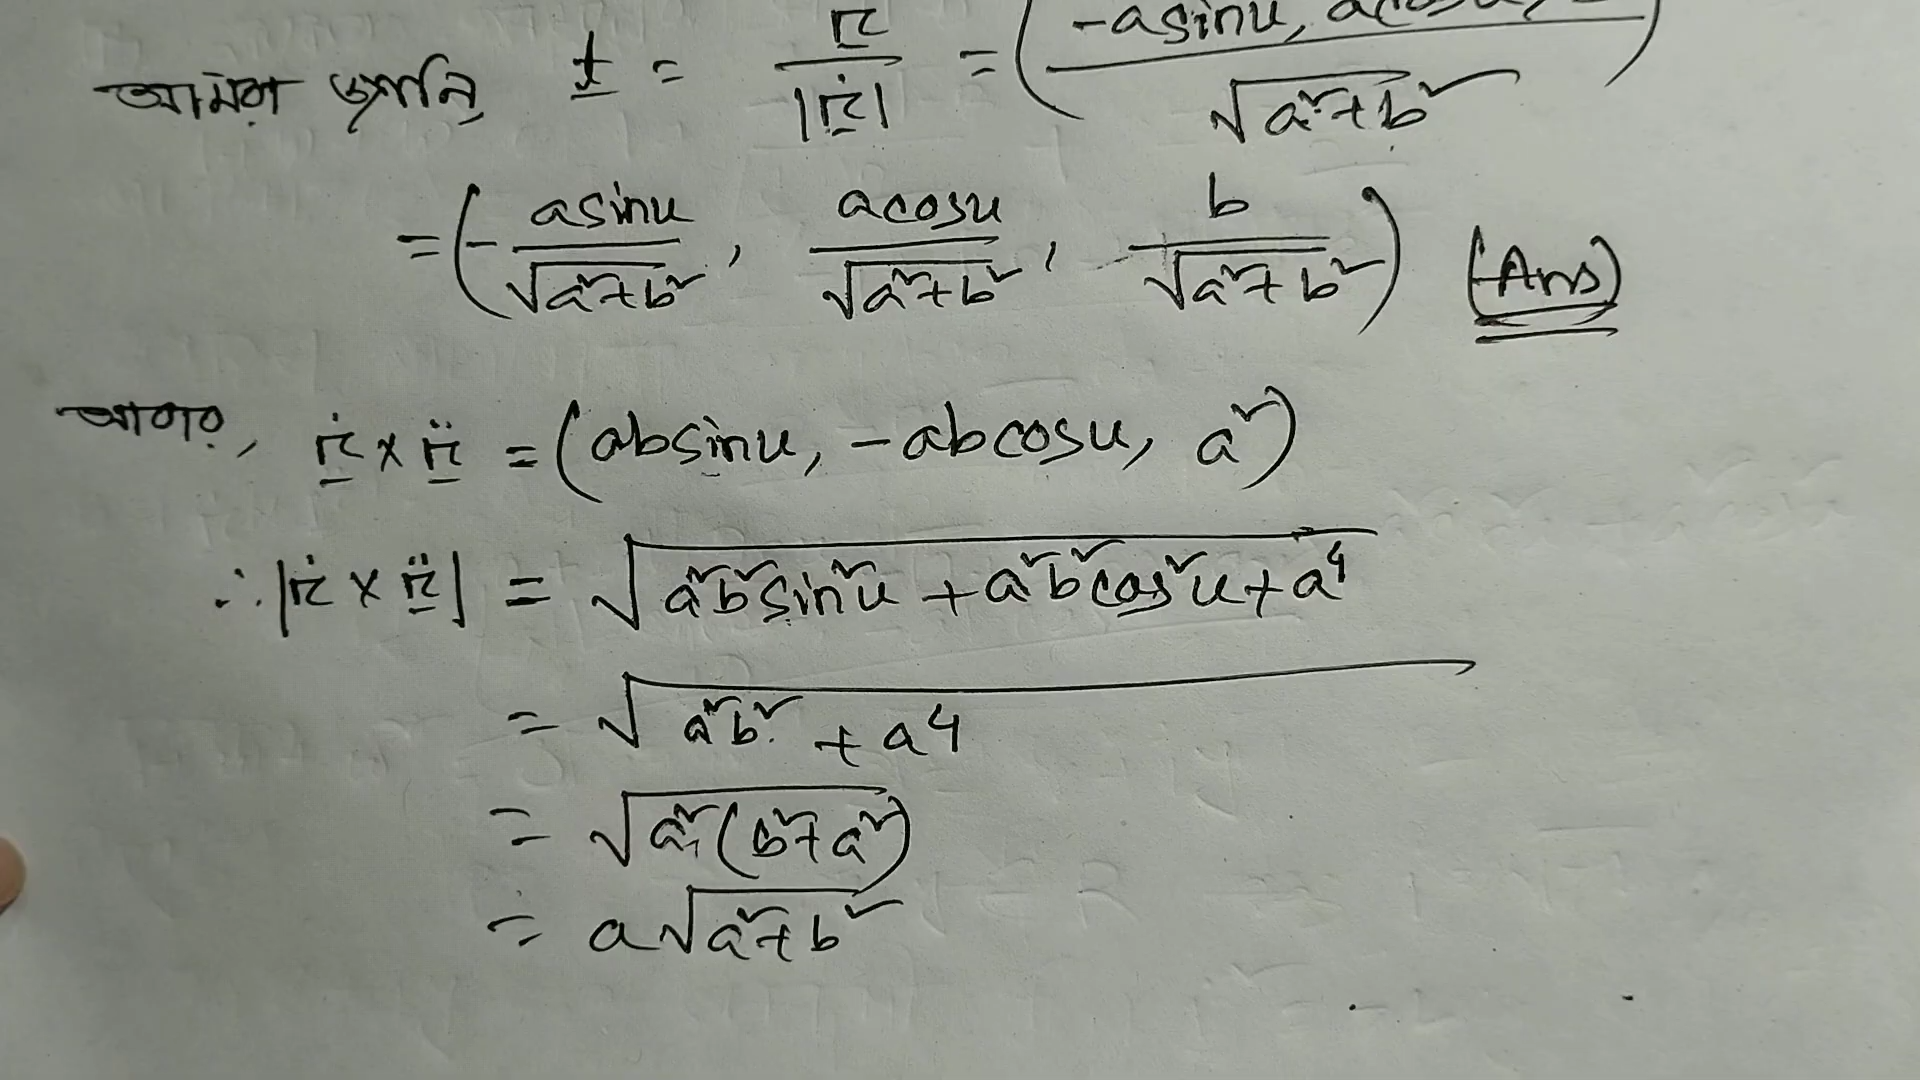 আমরা জানি, t = ṙ / |ṙ| = (-asinu, acosu, / √a²+b²)
= (- asinu / √a²+b², acosu / √a²+b², b / √a²+b²) (Ans)
আবার, ṙ × r̈ = (absinu, -abcosu, a²)
∴ |ṙ × r̈| = √a²b²sin²u + a²b²cos²u + a⁴
= √a²b² + a⁴
= √a²(b²+a²)
= a√a²+b²